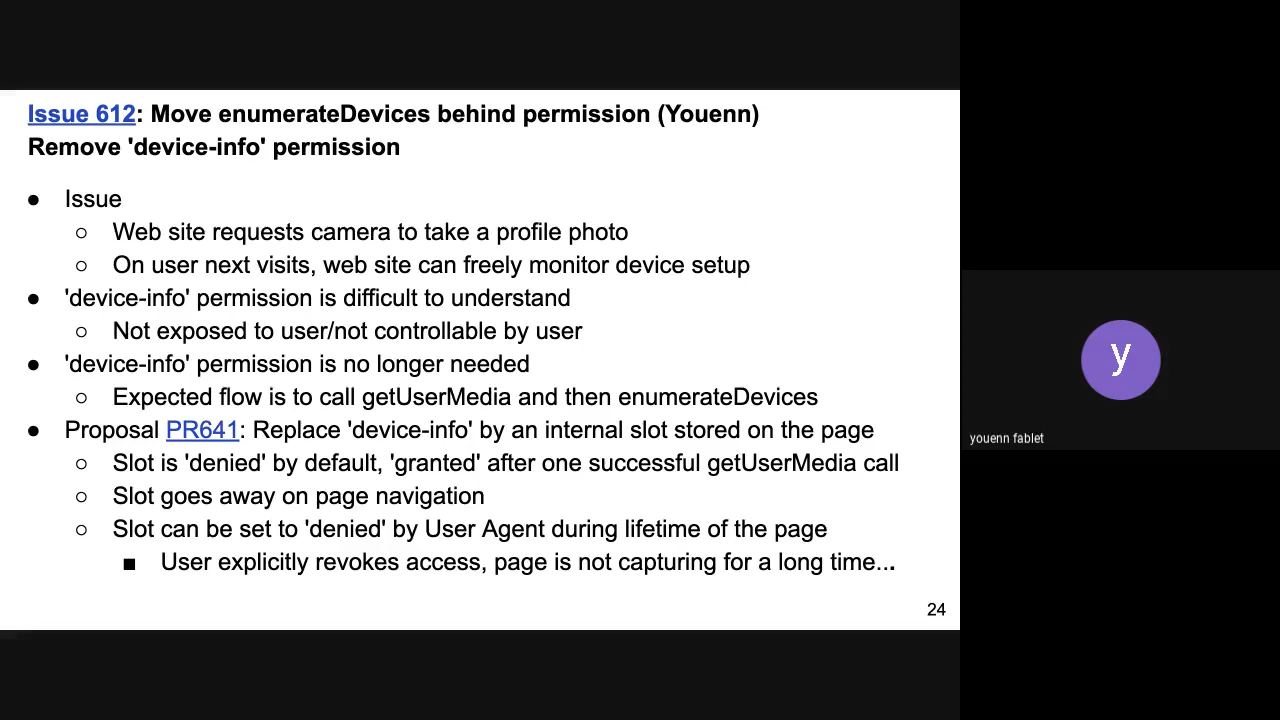 Issue 612: Move enumerateDevices behind permission (Youenn)
Remove 'device-info' permission
● Issue
○ Web site requests camera to take a profile photo
○ On user next visits, web site can freely monitor device setup
● 'device-info' permission is difficult to understand
○ Not exposed to user/not controllable by user
● 'device-info' permission is no longer needed
○ Expected flow is to call getUserMedia and then enumerateDevices
● Proposal PR641: Replace 'device-info' by an internal slot stored on the page
○ Slot is 'denied' by default, 'granted' after one successful getUserMedia call
○ Slot goes away on page navigation
○ Slot can be set to 'denied' by User Agent during lifetime of the page
■ User explicitly revokes access, page is not capturing for a long time...
24
y
youenn fablet